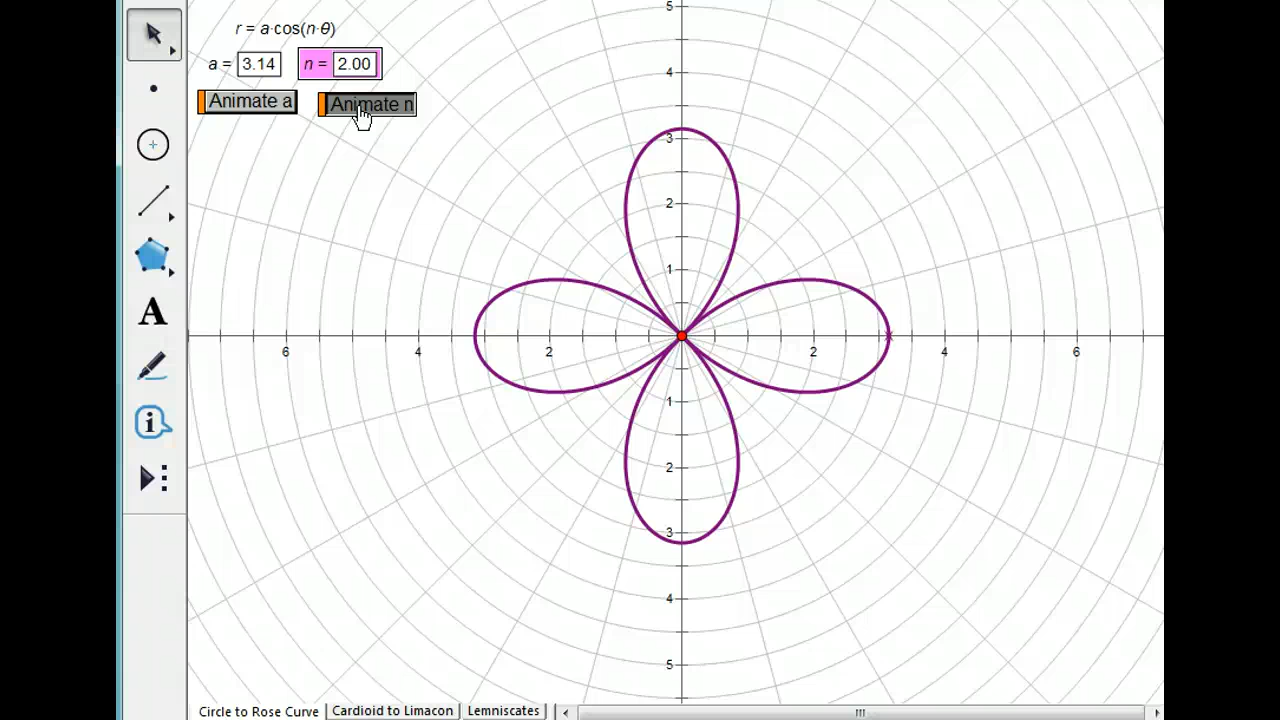 r = a·cos(n·θ)
a = 3.14 n = 2.00
Animate a Animate n
A
i
5
4
3
2
1
6 4 2 2 4 6
1
2
3
4
5
Circle to Rose Curve Cardioid to Limacon Lemniscates